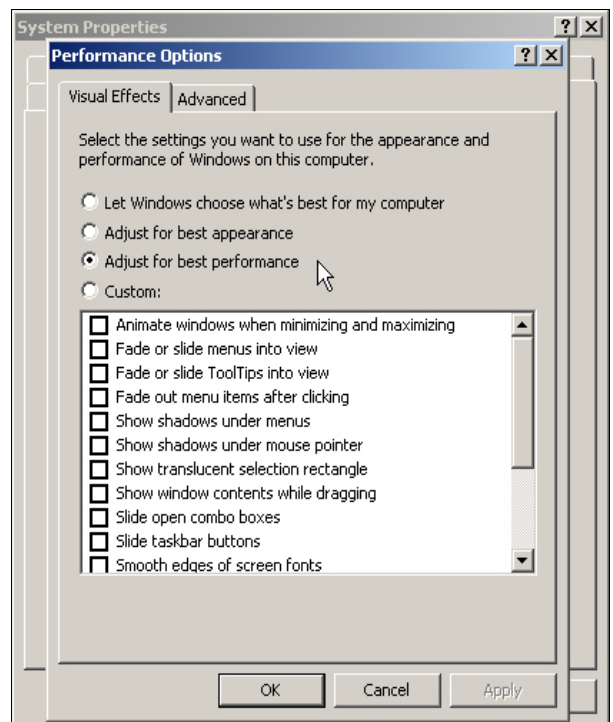 System Properties
Performance Options
Visual Effects
Advanced
Select the settings you want to use for the appearance and
performance of Windows on this computer.
Let Windows choose what's best for my computer
Adjust for best appearance
Adjust for best performance
Custom:
Animate windows when minimizing and maximizing
Fade or slide menus into view
Fade or slide ToolTips into view
Fade out menu items after clicking
Show shadows under menus
Show shadows under mouse pointer
Show translucent selection rectangle
Show window contents while dragging
Slide open combo boxes
Slide taskbar buttons
Smooth edges of screen fonts
OK
Cancel
Apply